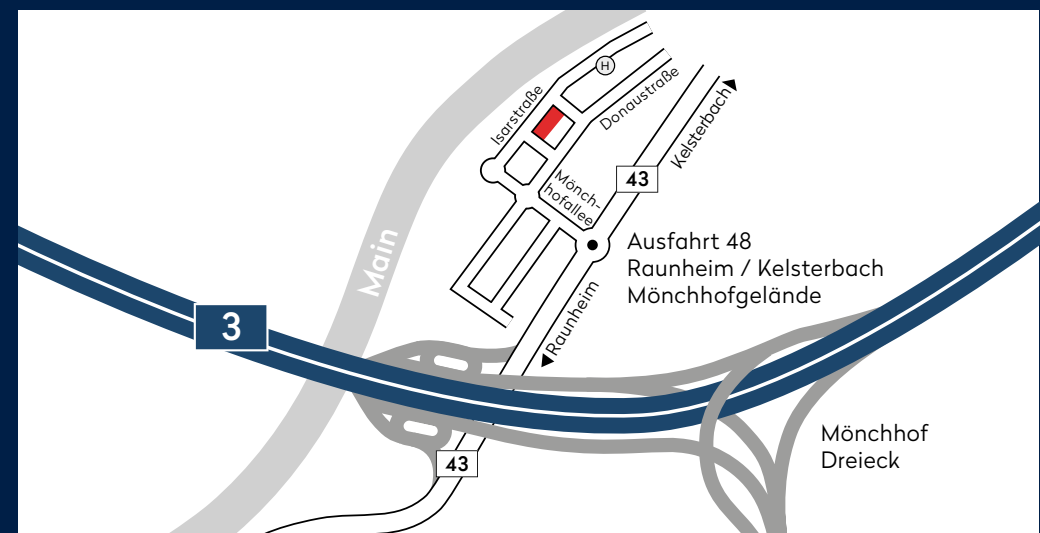 H
Isarstraße
Donaustraße
Kelsterbach
43
Mönch-
hofallee
Ausfahrt 48
Raunheim / Kelsterbach
Mönchhofgelände
Main
3
Raunheim
Mönchhof
Dreieck
43